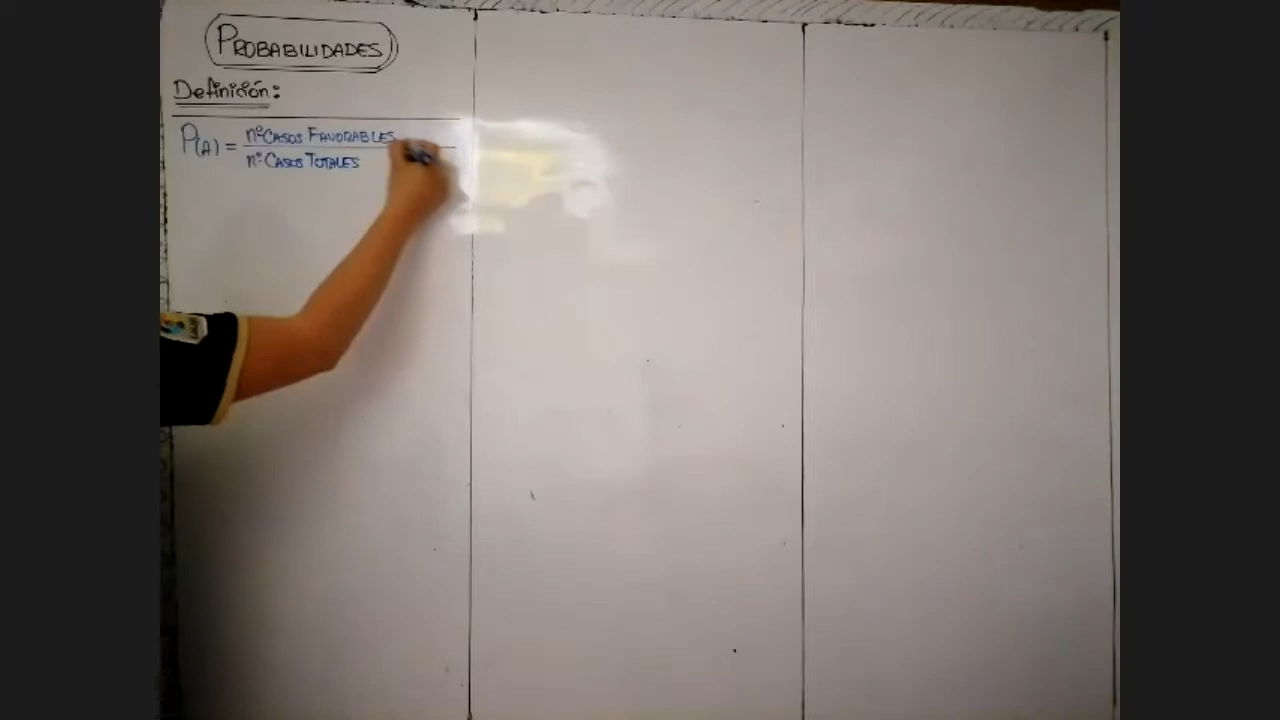 PROBABILIDADES
Definición:
P(A) = nº CASOS FAVORABLES
nº CASOS TOTALES